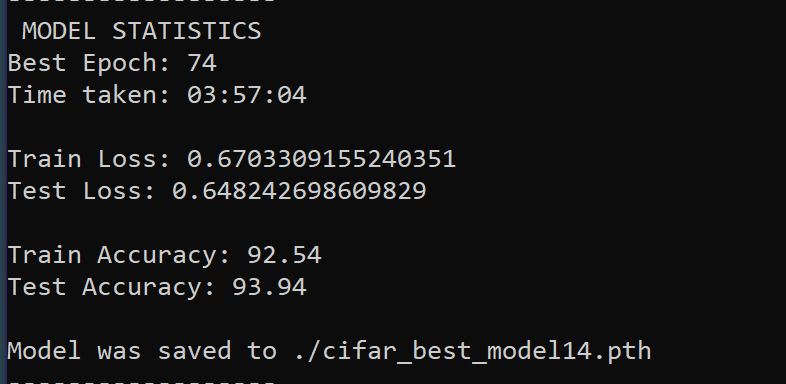 ------------------
MODEL STATISTICS
Best Epoch: 74
Time taken: 03:57:04
Train Loss: 0.6703309155240351
Test Loss: 0.648242698609829
Train Accuracy: 92.54
Test Accuracy: 93.94
Model was saved to ./cifar_best_model14.pth
------------------